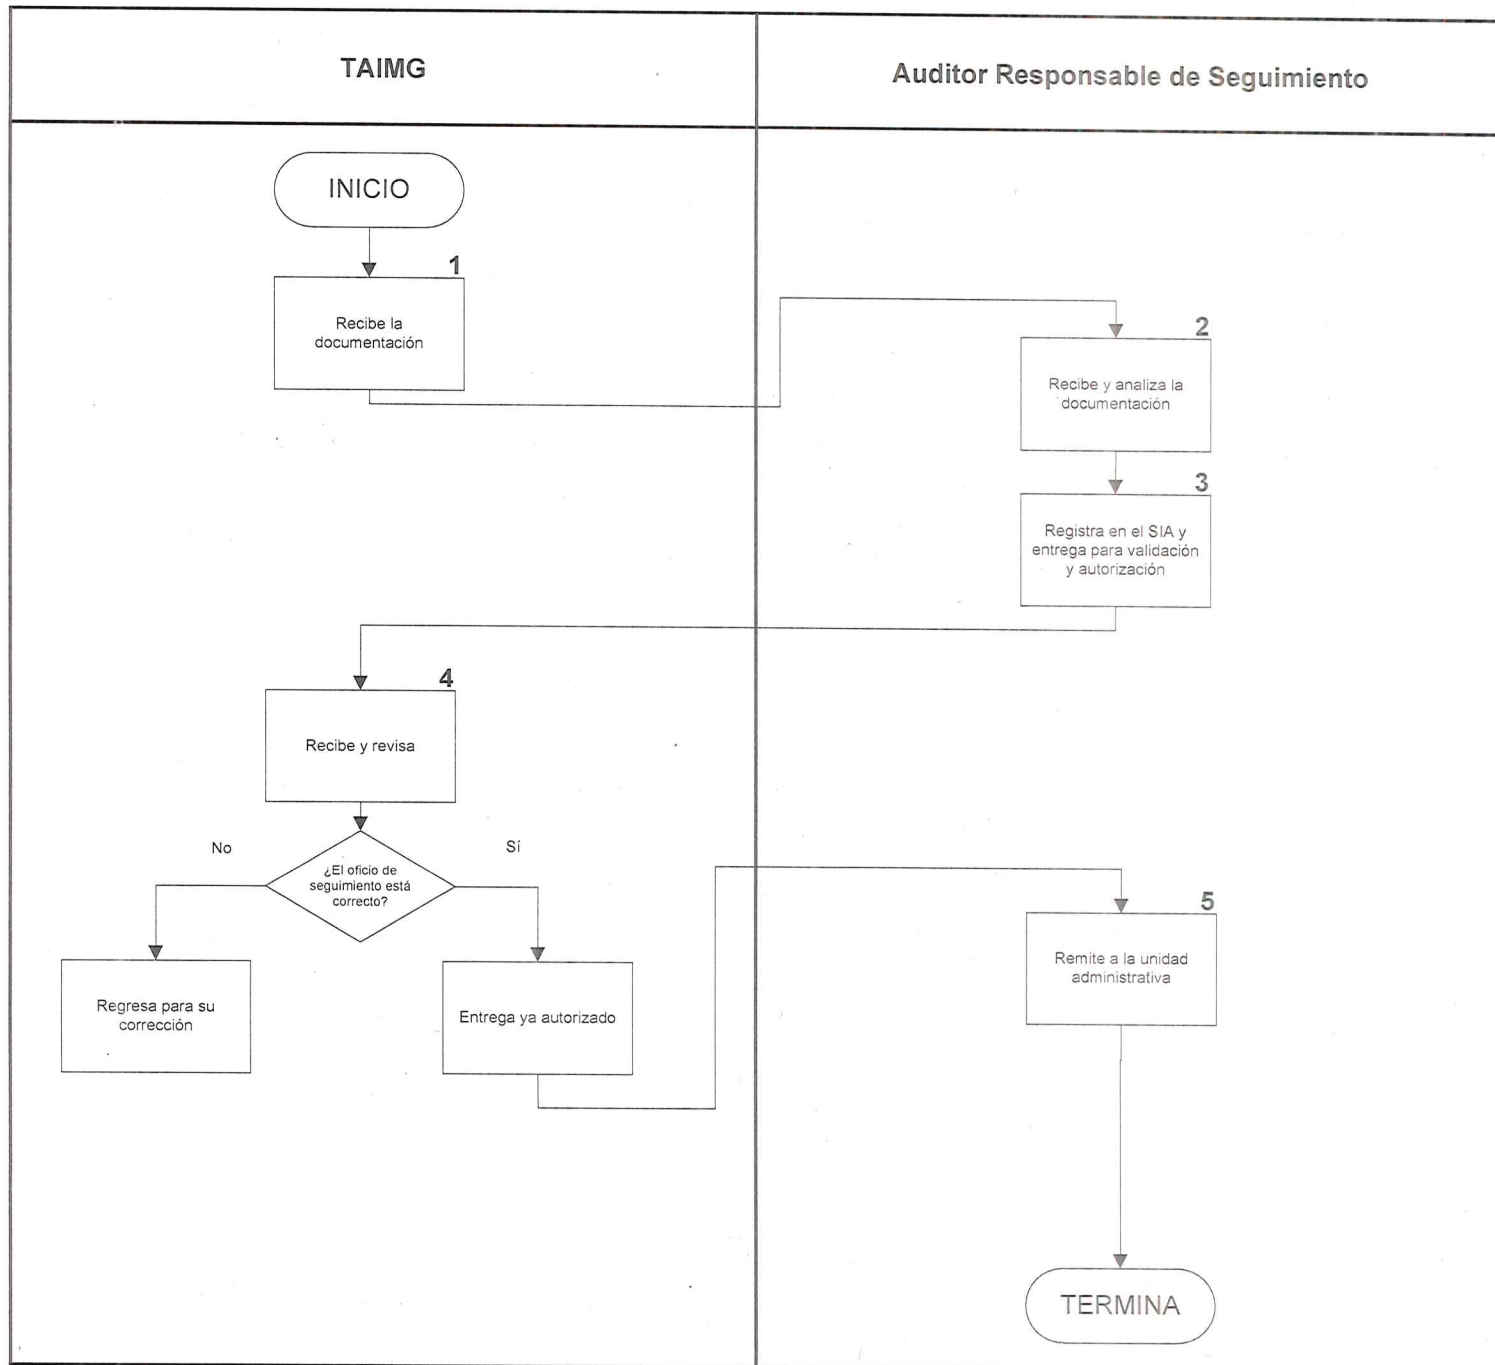 TAIMG
Auditor Responsable de Seguimiento
INICIO
1
Recibe la
documentación
2
Recibe y analiza la
documentación
3
Registra en el SIA y
entrega para validación
y autorización
4
Recibe y revisa
No
Sí
¿El oficio de
seguimiento está
correcto?
Regresa para su
corrección
Entrega ya autorizado
5
Remite a la unidad
administrativa
TERMINA